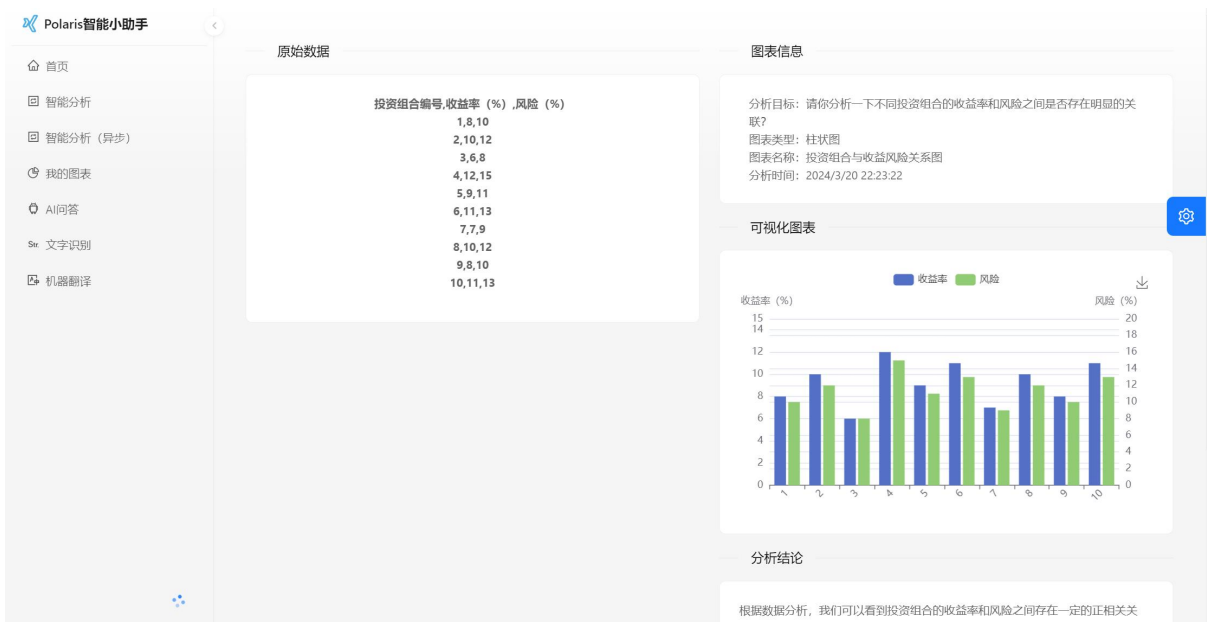 Polaris智能小助手
首页
智能分析
智能分析（异步）
我的图表
AI问答
Str. 文字识别
机器翻译
原始数据
投资组合编号,收益率（%）,风险（%）
1,8,10
2,10,12
3,6,8
4,12,15
5,9,11
6,11,13
7,7,9
8,10,12
9,8,10
10,11,13
图表信息
分析目标：请你分析一下不同投资组合的收益率和风险之间是否存在明显的关
联?
图表类型：柱状图
图表名称：投资组合与收益风险关系图
分析时间：2024/3/20 22:23:22
可视化图表
收益率 风险
收益率（%） 风险（%）
15 20
14 18
12 16
10 14
8 12
6 10
4 8
2 6
0 4
2
0
1 2 3 4 5 6 7 8 9 10
分析结论
根据数据分析，我们可以看到投资组合的收益率和风险之间存在一定的正相关关